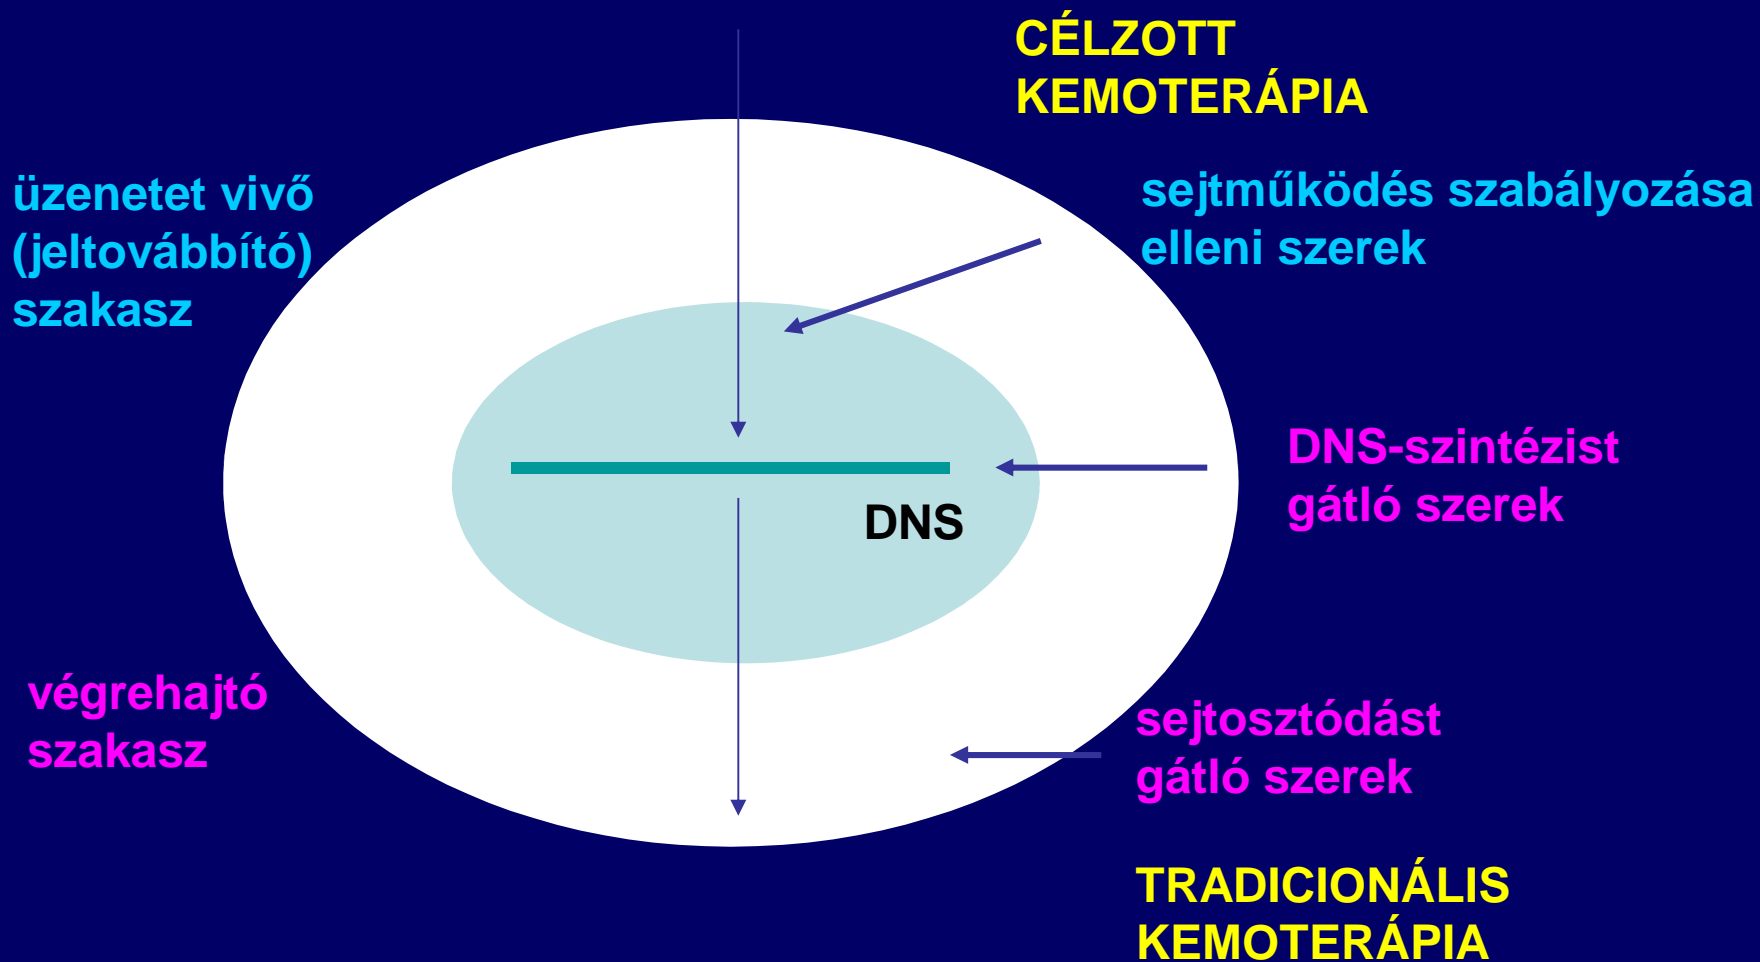 CÉLZOTT
KEMOTERÁPIA
üzenetet vivő
(jeltovábbító)
szakasz
sejtműködés szabályozása
elleni szerek
DNS-szintézist
gátló szerek
DNS
végrehajtó
szakasz
sejtosztódást
gátló szerek
TRADICIONÁLIS
KEMOTERÁPIA